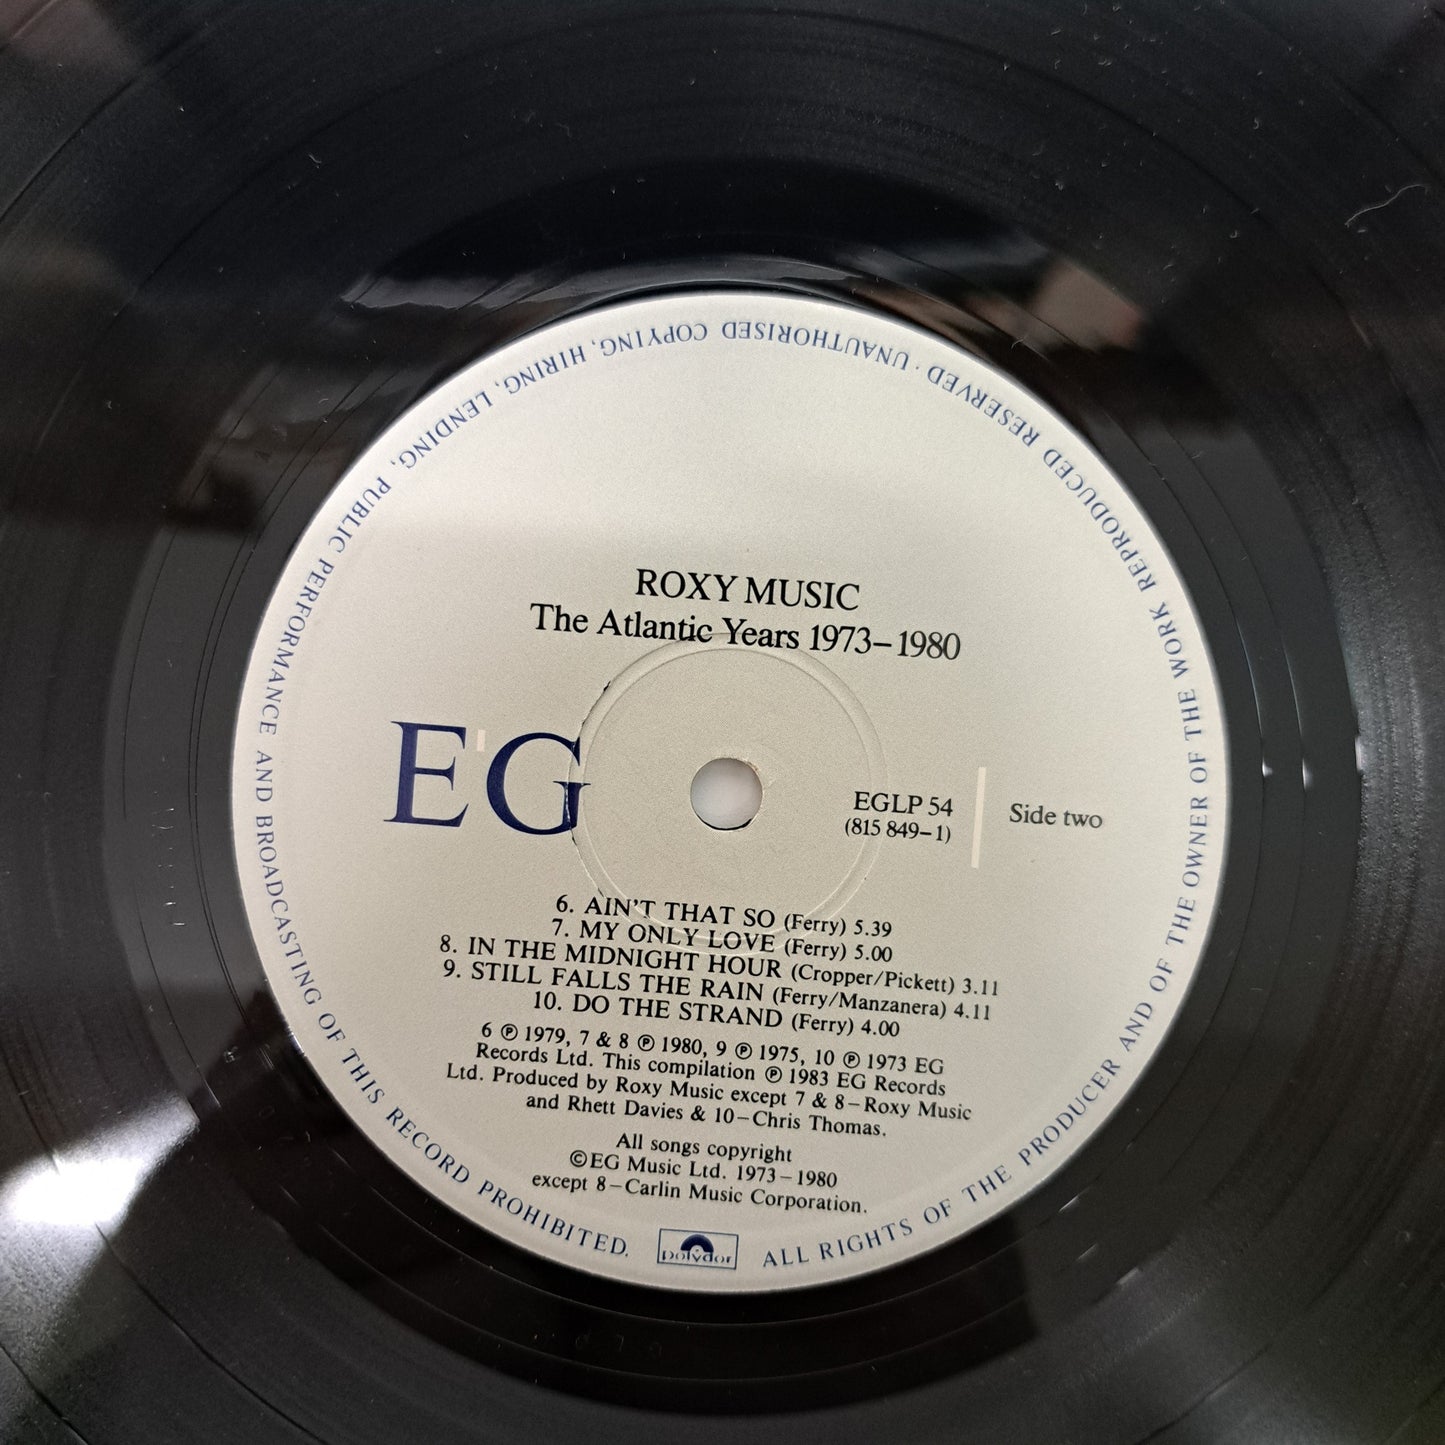 ROXY MUSIC
The Atlantic Years 1973–1980
E'G
EGLP 54
(815 849–1)
Side two
6. AIN'T THAT SO (Ferry) 5.39
7. MY ONLY LOVE (Ferry) 5.00
8. IN THE MIDNIGHT HOUR (Cropper/Pickett) 3.11
9. STILL FALLS THE RAIN (Ferry/Manzanera) 4.11
10. DO THE STRAND (Ferry) 4.00
6 ℗ 1979, 7 & 8 ℗ 1980, 9 ℗ 1975, 10 ℗ 1973 EG
Records Ltd. This compilation ℗ 1983 EG Records
Ltd. Produced by Roxy Music except 7 & 8–Roxy Music
and Rhett Davies & 10–Chris Thomas.
All songs copyright
©EG Music Ltd. 1973–1980
except 8–Carlin Music Corporation.
polydor
ALL RIGHTS OF THE PRODUCER AND OF THE OWNER OF THE WORK REPRODUCED RESERVED · UNAUTHORISED COPYING, HIRING, LENDING, PUBLIC PERFORMANCE AND BROADCASTING OF THIS RECORD PROHIBITED.